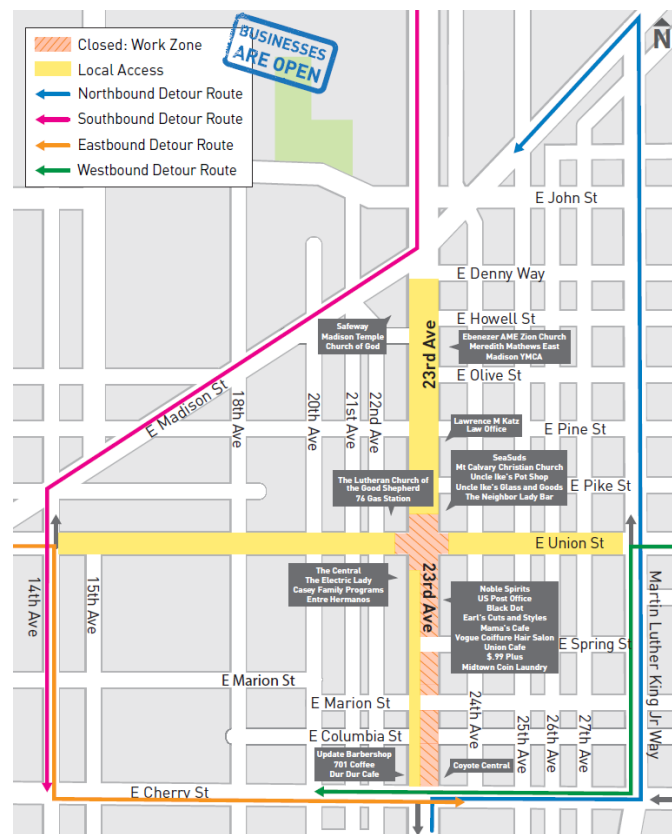 BUSINESSES
ARE OPEN
Closed: Work Zone
Local Access
Northbound Detour Route
Southbound Detour Route
Eastbound Detour Route
Westbound Detour Route
N
E John St
E Denny Way
E Howell St
Safeway
Madison Temple
Church of God
23rd Ave
Ebenezer AME Zion Church
Meredith Mathews East
Madison YMCA
E Olive St
E Madison St
18th Ave
20th Ave
21st Ave
22nd Ave
Lawrence M Katz
Law Office
E Pine St
SeaSuds
Mt Calvary Christian Church
Uncle Ike's Pot Shop
Uncle Ike's Glass and Goods
The Neighbor Lady Bar
E Pike St
The Lutheran Church of
the Good Shepherd
76 Gas Station
E Union St
14th Ave
15th Ave
The Central
The Electric Lady
Casey Family Programs
Entre Hermanos
23rd Ave
Noble Spirits
US Post Office
Black Dot
Earl's Cuts and Styles
Mama's Cafe
Vogue Coiffure Hair Salon
Union Cafe
$.99 Plus
Midtown Coin Laundry
E Spring St
Martin Luther King Jr Way
E Marion St
E Marion St
24th Ave
25th Ave
26th Ave
27th Ave
E Columbia St
Update Barbershop
701 Coffee
Dur Dur Cafe
Coyote Central
E Cherry St